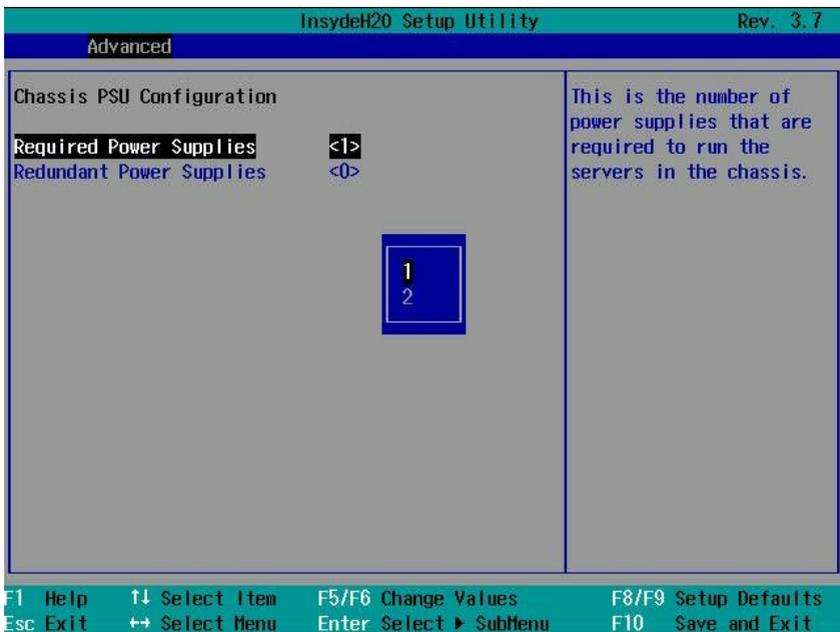 InsydeH20 Setup Utility Rev. 3.7
Advanced
Chassis PSU Configuration
Required Power Supplies <1>
Redundant Power Supplies <0>
1
2
This is the number of
power supplies that are
required to run the
servers in the chassis.
F1 Help ↑↓ Select Item F5/F6 Change Values F8/F9 Setup Defaults
Esc Exit ↔ Select Menu Enter Select ▶ SubMenu F10 Save and Exit